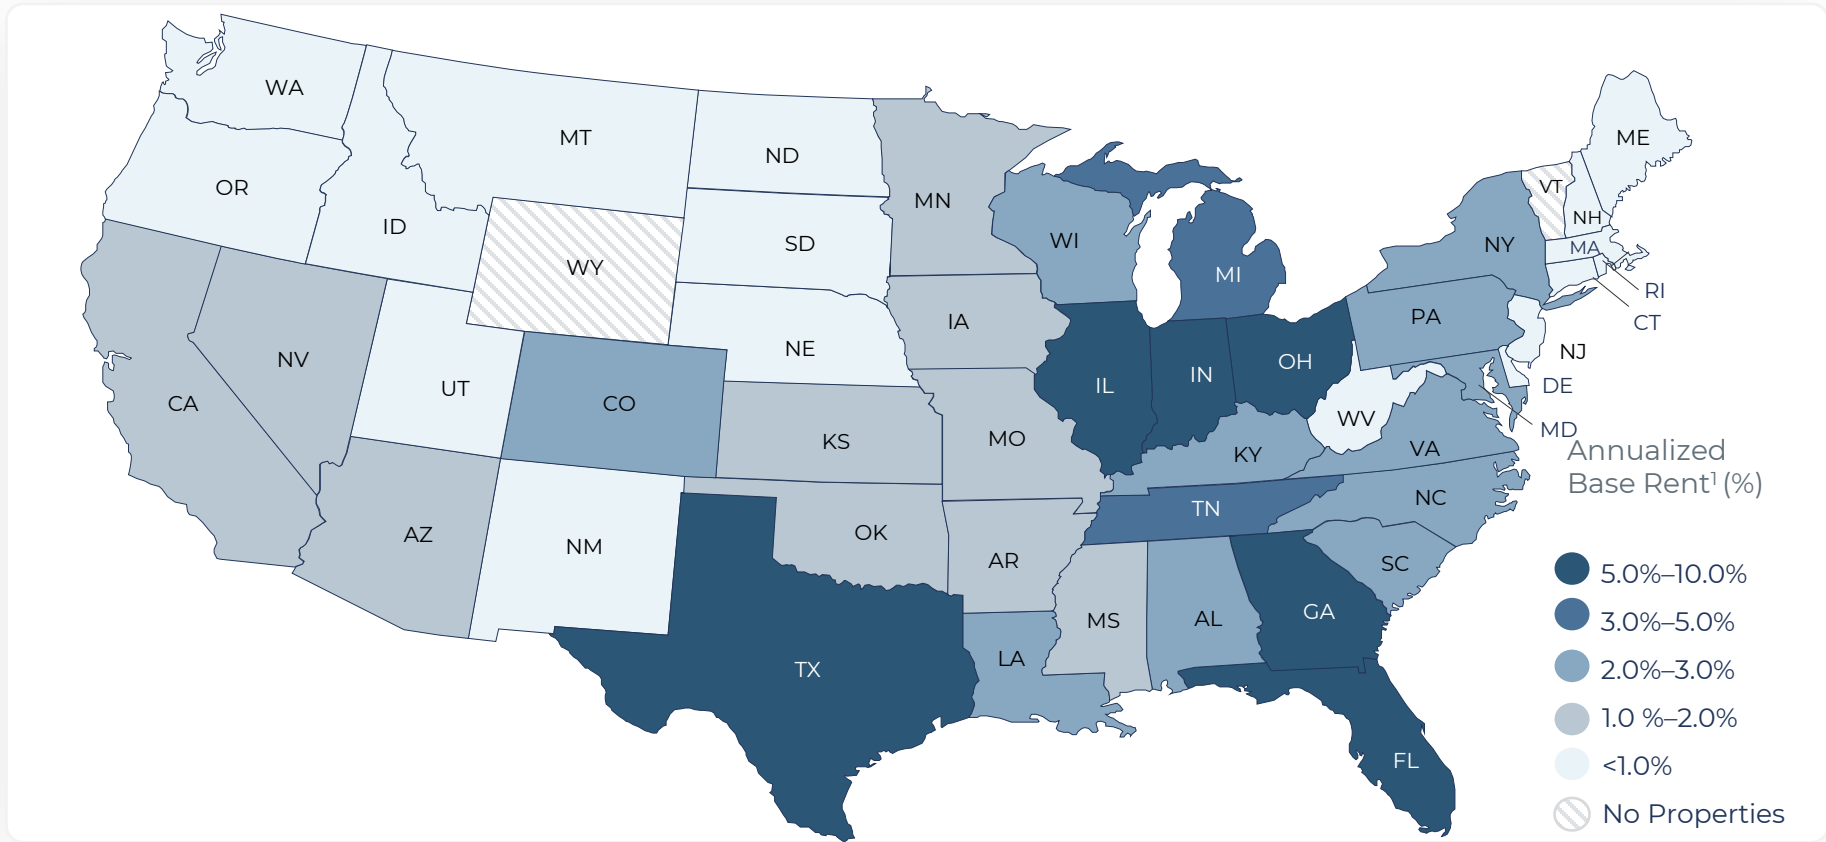 WA
ME
MT
ND
VT
OR
MN
NH
ID
WI
SD
NY
MA
WY
MI
RI
PA
IA
CT
NE
NJ
NV
OH
IN
IL
DE
UT
CO
CA
WV
MD
MO
KS
VA
KY
Annualized
Base Rent¹ (%)
NC
TN
OK
AZ
NM
AR
SC
5.0%–10.0%
GA
AL
MS
3.0%–5.0%
LA
TX
2.0%–3.0%
1.0 %–2.0%
FL
<1.0%
No Properties